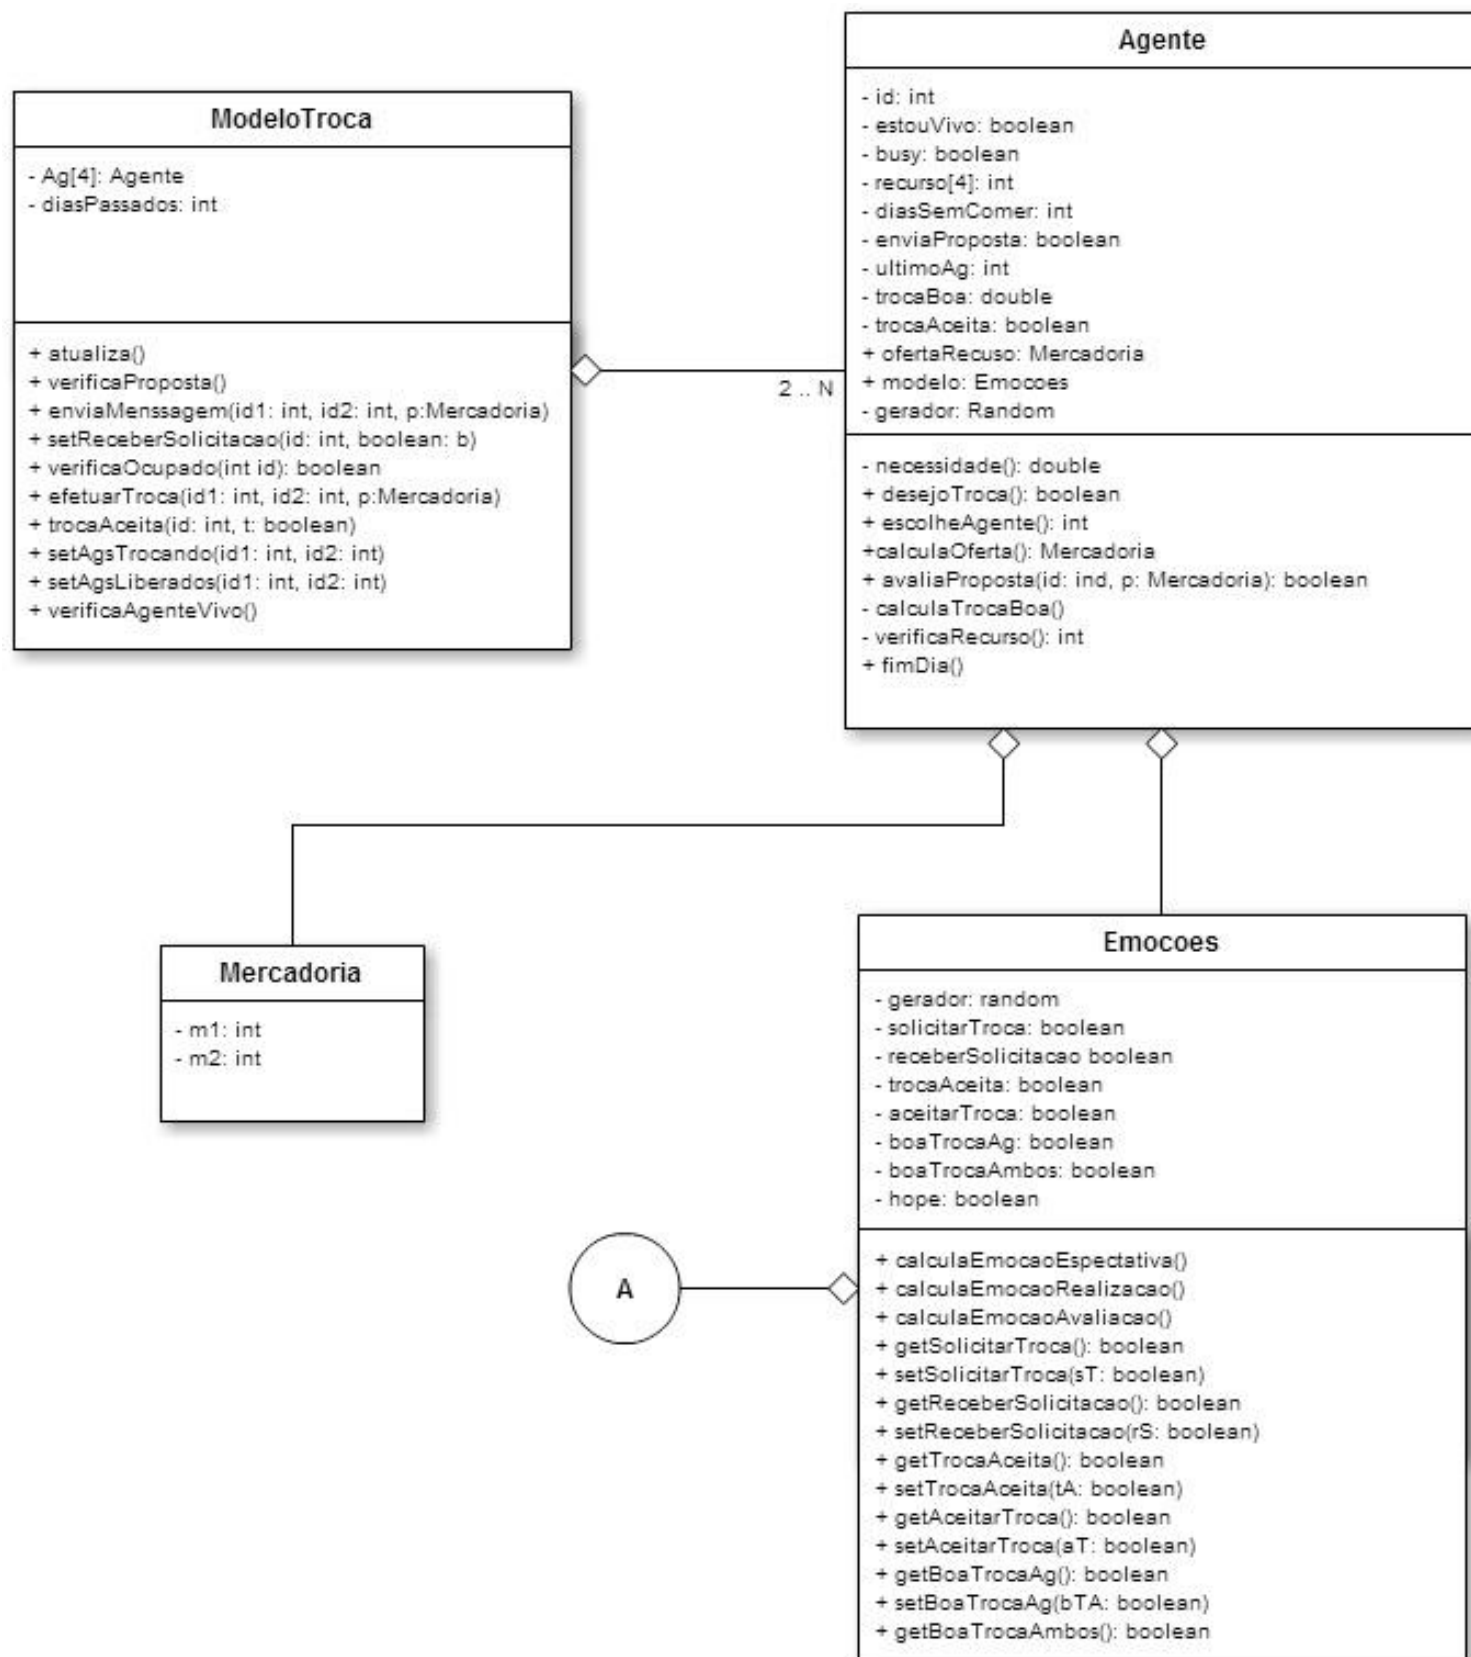 ModeloTroca
- Ag[4]: Agente
- diasPassados: int
+ atualiza()
+ verificaProposta()
+ enviaMenssagem(id1: int, id2: int, p:Mercadoria)
+ setReceberSolicitacao(id: int, boolean: b)
+ verificaOcupado(int id): boolean
+ efetuarTroca(id1: int, id2: int, p:Mercadoria)
+ trocaAceita(id: int, t: boolean)
+ setAgsTrocando(id1: int, id2: int)
+ setAgsLiberados(id1: int, id2: int)
+ verificaAgenteVivo()
2 .. N
Agente
- id: int
- estouVivo: boolean
- busy: boolean
- recurso[4]: int
- diasSemComer: int
- enviaProposta: boolean
- ultimoAg: int
- trocaBoa: double
- trocaAceita: boolean
+ ofertaRecuso: Mercadoria
+ modelo: Emocoes
- gerador: Random
- necessidade(): double
+ desejoTroca(): boolean
+ escolheAgente(): int
+calculaOferta(): Mercadoria
+ avaliaProposta(id: ind, p: Mercadoria): boolean
- calculaTrocaBoa()
- verificaRecurso(): int
+ fimDia()
Mercadoria
- m1: int
- m2: int
A
Emocoes
- gerador: random
- solicitarTroca: boolean
- receberSolicitacao boolean
- trocaAceita: boolean
- aceitarTroca: boolean
- boaTrocaAg: boolean
- boaTrocaAmbos: boolean
- hope: boolean
+ calculaEmocaoEspectativa()
+ calculaEmocaoRealizacao()
+ calculaEmocaoAvaliacao()
+ getSolicitarTroca(): boolean
+ setSolicitarTroca(sT: boolean)
+ getReceberSolicitacao(): boolean
+ setReceberSolicitacao(rS: boolean)
+ getTrocaAceita(): boolean
+ setTrocaAceita(tA: boolean)
+ getAceitarTroca(): boolean
+ setAceitarTroca(aT: boolean)
+ getBoaTrocaAg(): boolean
+ setBoaTrocaAg(bTA: boolean)
+ getBoaTrocaAmbos(): boolean